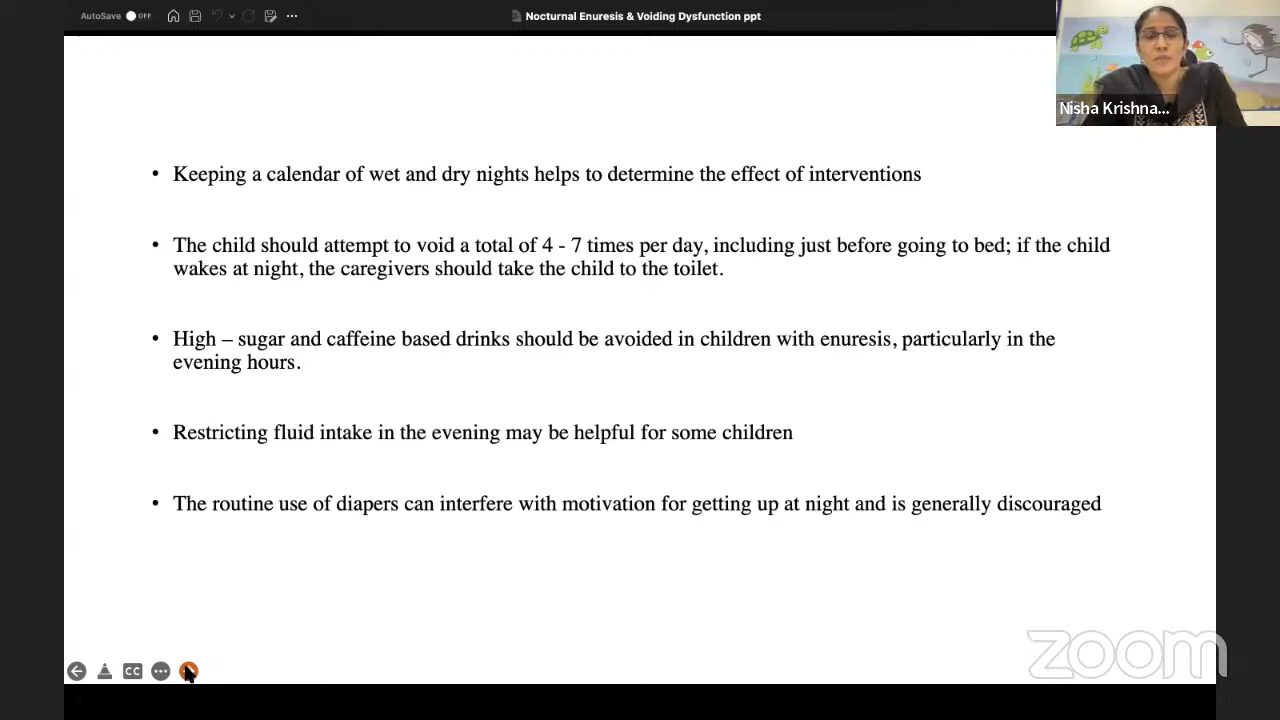 AutoSave OFF
Nocturnal Enuresis & Voiding Dysfunction ppt
Nisha Krishna...
• Keeping a calendar of wet and dry nights helps to determine the effect of interventions
• The child should attempt to void a total of 4 - 7 times per day, including just before going to bed; if the child
wakes at night, the caregivers should take the child to the toilet.
• High – sugar and caffeine based drinks should be avoided in children with enuresis, particularly in the
evening hours.
• Restricting fluid intake in the evening may be helpful for some children
• The routine use of diapers can interfere with motivation for getting up at night and is generally discouraged
CC
zoom